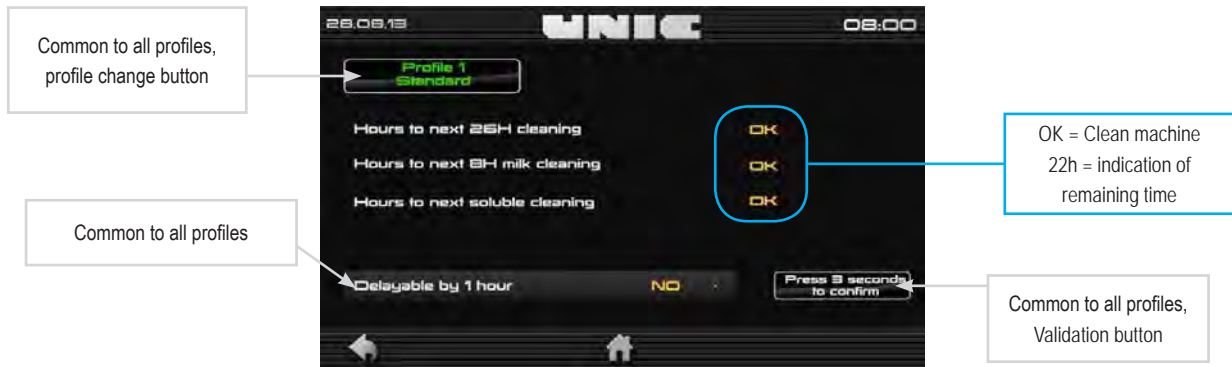 28.08.13
UNIC
08:00
Common to all profiles,
profile change button
Profile 1
Standard
Hours to next 26H cleaning
OK
Hours to next 8H milk cleaning
OK
Hours to next soluble cleaning
OK
OK = Clean machine
22h = indication of
remaining time
Common to all profiles
Delayable by 1 hour
NO
Press 3 seconds
to confirm
Common to all profiles,
Validation button